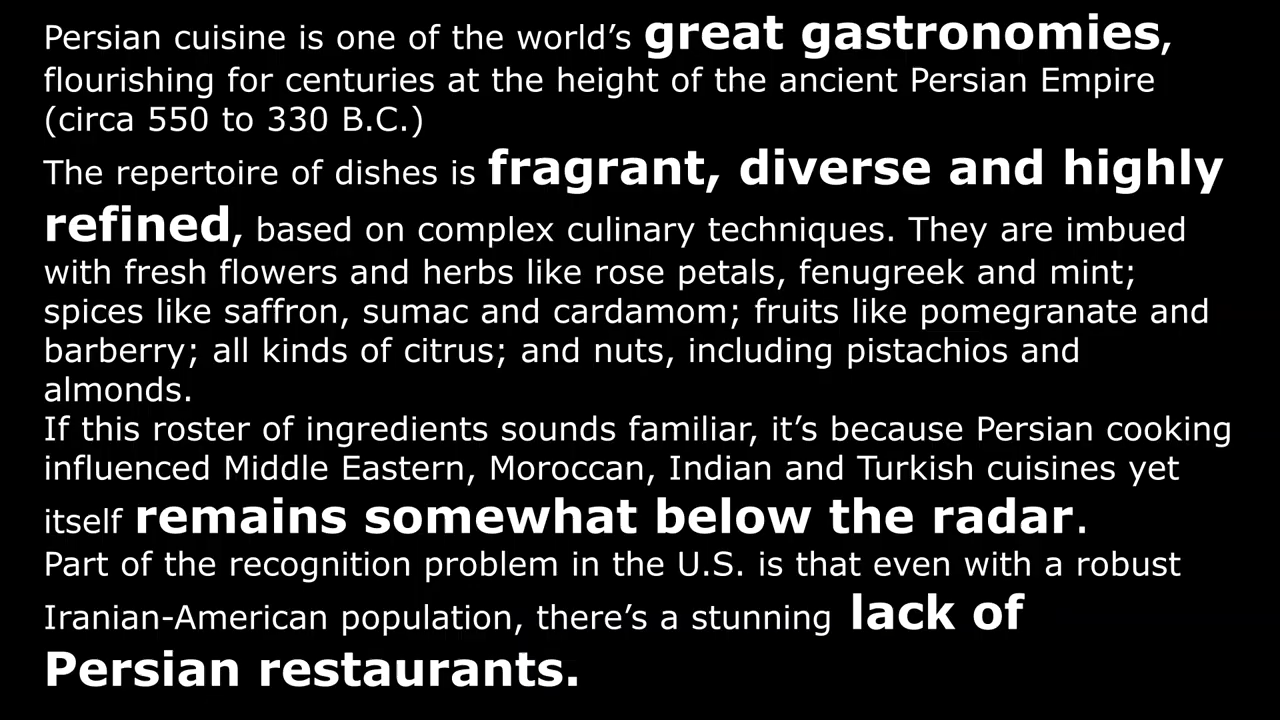 Persian cuisine is one of the world’s great gastronomies,
flourishing for centuries at the height of the ancient Persian Empire
(circa 550 to 330 B.C.)
The repertoire of dishes is fragrant, diverse and highly
refined, based on complex culinary techniques. They are imbued
with fresh flowers and herbs like rose petals, fenugreek and mint;
spices like saffron, sumac and cardamom; fruits like pomegranate and
barberry; all kinds of citrus; and nuts, including pistachios and
almonds.
If this roster of ingredients sounds familiar, it’s because Persian cooking
influenced Middle Eastern, Moroccan, Indian and Turkish cuisines yet
itself remains somewhat below the radar.
Part of the recognition problem in the U.S. is that even with a robust
Iranian-American population, there’s a stunning lack of
Persian restaurants.